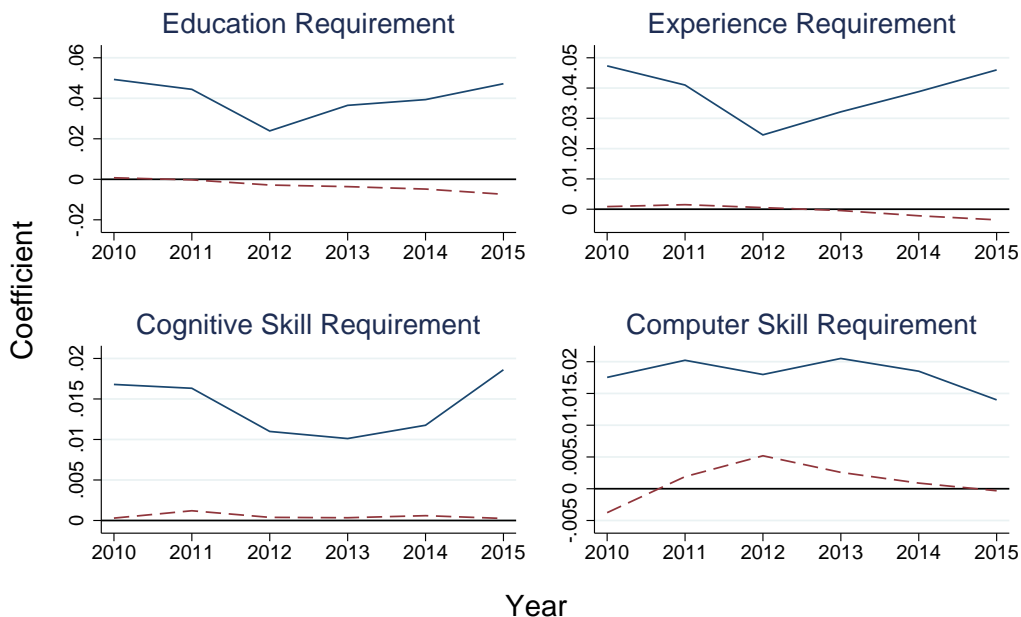 Education Requirement
.06
.04
.02
0
-.02
2010 2011 2012 2013 2014 2015
Experience Requirement
.05
.04
.03
.02
.01
0
2010 2011 2012 2013 2014 2015
Cognitive Skill Requirement
.02
.015
.01
.005
0
2010 2011 2012 2013 2014 2015
Computer Skill Requirement
.02
.015
.01
.005
0
-.005
2010 2011 2012 2013 2014 2015
Coefficient
Year